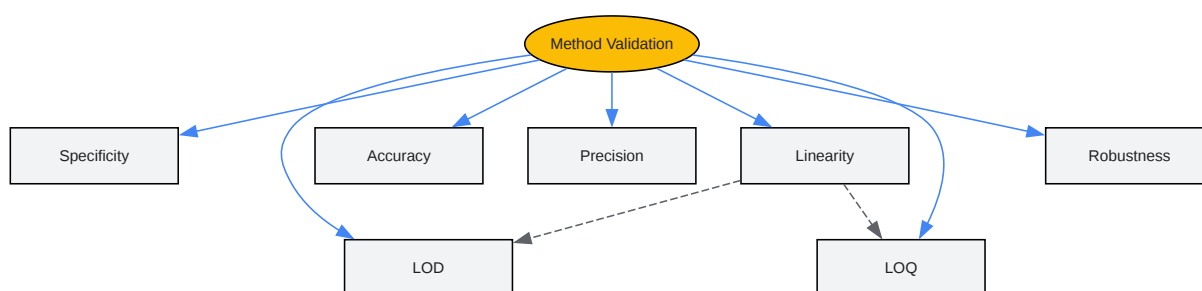 Method Validation
Specificity
Accuracy
Precision
Linearity
Robustness
LOD
LOQ